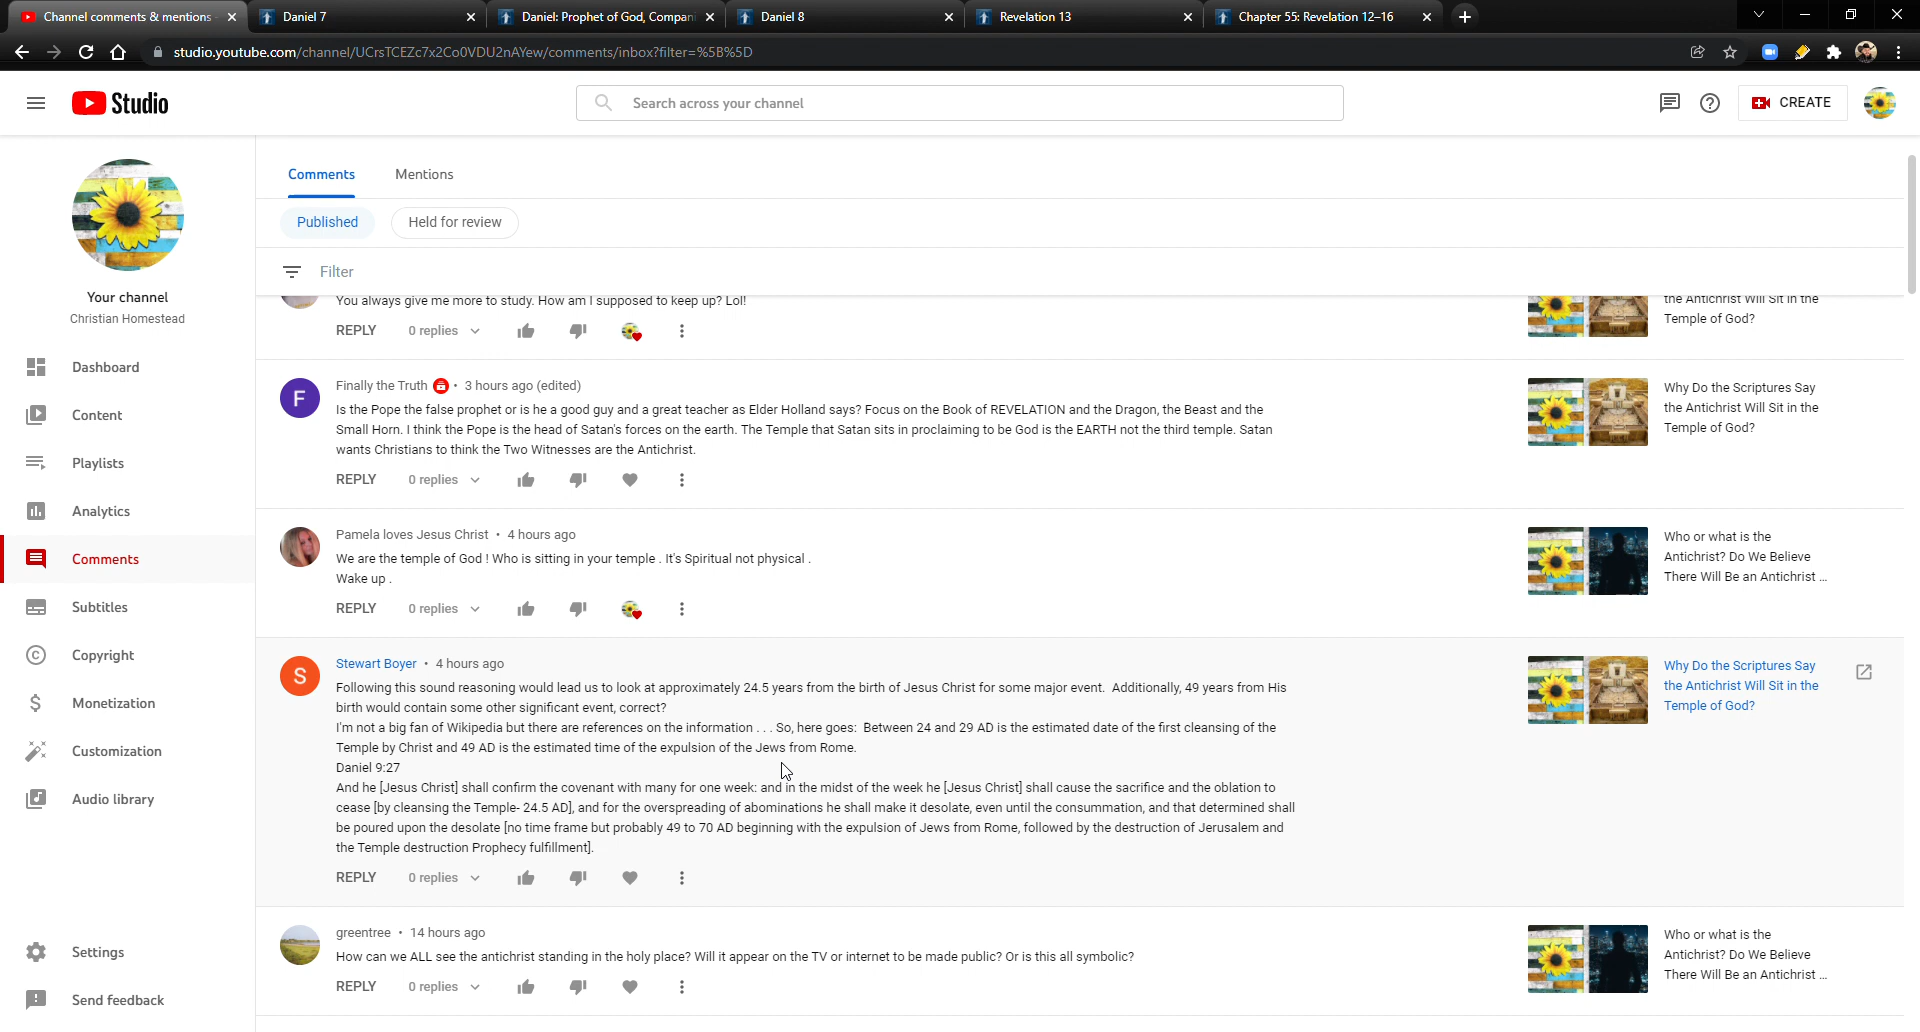 Channel comments & mentions
Daniel 7
Daniel: Prophet of God, Compan
Daniel 8
Revelation 13
Chapter 55: Revelation 12–16
studio.youtube.com/channel/UCrsTCEZc7x2Co0VDU2nAYew/comments/inbox?filter=%5B%5D
Studio
Search across your channel
CREATE
Your channel
Christian Homestead
Dashboard
Content
Playlists
Analytics
Comments
Subtitles
Copyright
Monetization
Customization
Audio library
Settings
Send feedback
Comments
Mentions
Published
Held for review
Filter
You always give me more to study. How am I supposed to keep up? Lol!
REPLY 0 replies
the Antichrist Will Sit in the
Temple of God?
F
Finally the Truth • 3 hours ago (edited)
Is the Pope the false prophet or is he a good guy and a great teacher as Elder Holland says? Focus on the Book of REVELATION and the Dragon, the Beast and the
Small Horn. I think the Pope is the head of Satan's forces on the earth. The Temple that Satan sits in proclaiming to be God is the EARTH not the third temple. Satan
wants Christians to think the Two Witnesses are the Antichrist.
REPLY 0 replies
Why Do the Scriptures Say
the Antichrist Will Sit in the
Temple of God?
Pamela loves Jesus Christ • 4 hours ago
We are the temple of God ! Who is sitting in your temple . It's Spiritual not physical .
Wake up .
REPLY 0 replies
Who or what is the
Antichrist? Do We Believe
There Will Be an Antichrist ...
S
Stewart Boyer • 4 hours ago
Following this sound reasoning would lead us to look at approximately 24.5 years from the birth of Jesus Christ for some major event. Additionally, 49 years from His
birth would contain some other significant event, correct?
I'm not a big fan of Wikipedia but there are references on the information . . . So, here goes: Between 24 and 29 AD is the estimated date of the first cleansing of the
Temple by Christ and 49 AD is the estimated time of the expulsion of the Jews from Rome.
Daniel 9:27
And he [Jesus Christ] shall confirm the covenant with many for one week: and in the midst of the week he [Jesus Christ] shall cause the sacrifice and the oblation to
cease [by cleansing the Temple- 24.5 AD], and for the overspreading of abominations he shall make it desolate, even until the consummation, and that determined shall
be poured upon the desolate [no time frame but probably 49 to 70 AD beginning with the expulsion of Jews from Rome, followed by the destruction of Jerusalem and
the Temple destruction Prophecy fulfillment].
REPLY 0 replies
Why Do the Scriptures Say
the Antichrist Will Sit in the
Temple of God?
greentree • 14 hours ago
How can we ALL see the antichrist standing in the holy place? Will it appear on the TV or internet to be made public? Or is this all symbolic?
REPLY 0 replies
Who or what is the
Antichrist? Do We Believe
There Will Be an Antichrist ...